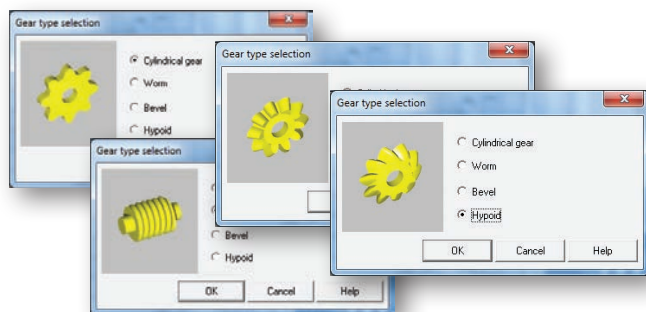 Gear type selection
Cylindrical gear
Worm
Bevel
Hypoid
Gear type selection
Gear type selection
Bevel
Hypoid
OK
Cancel
Help
Gear type selection
Cylindrical gear
Worm
Bevel
Hypoid
OK
Cancel
Help